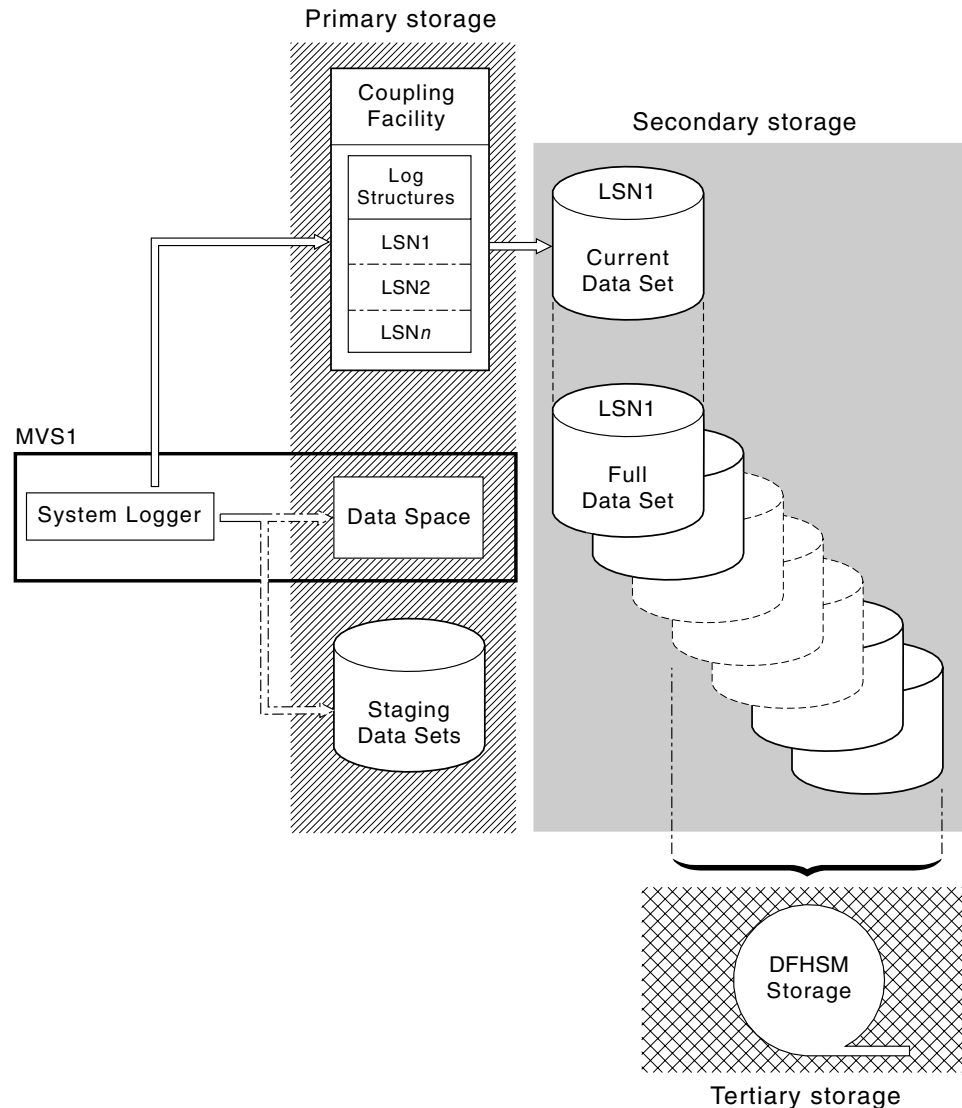 Primary storage
Coupling
Facility
Log
Structures
LSN1
LSN2
LSNn
Secondary storage
LSN1
Current
Data Set
LSN1
Full
Data Set
MVS1
System Logger
Data Space
Staging
Data Sets
DFHSM
Storage
Tertiary storage